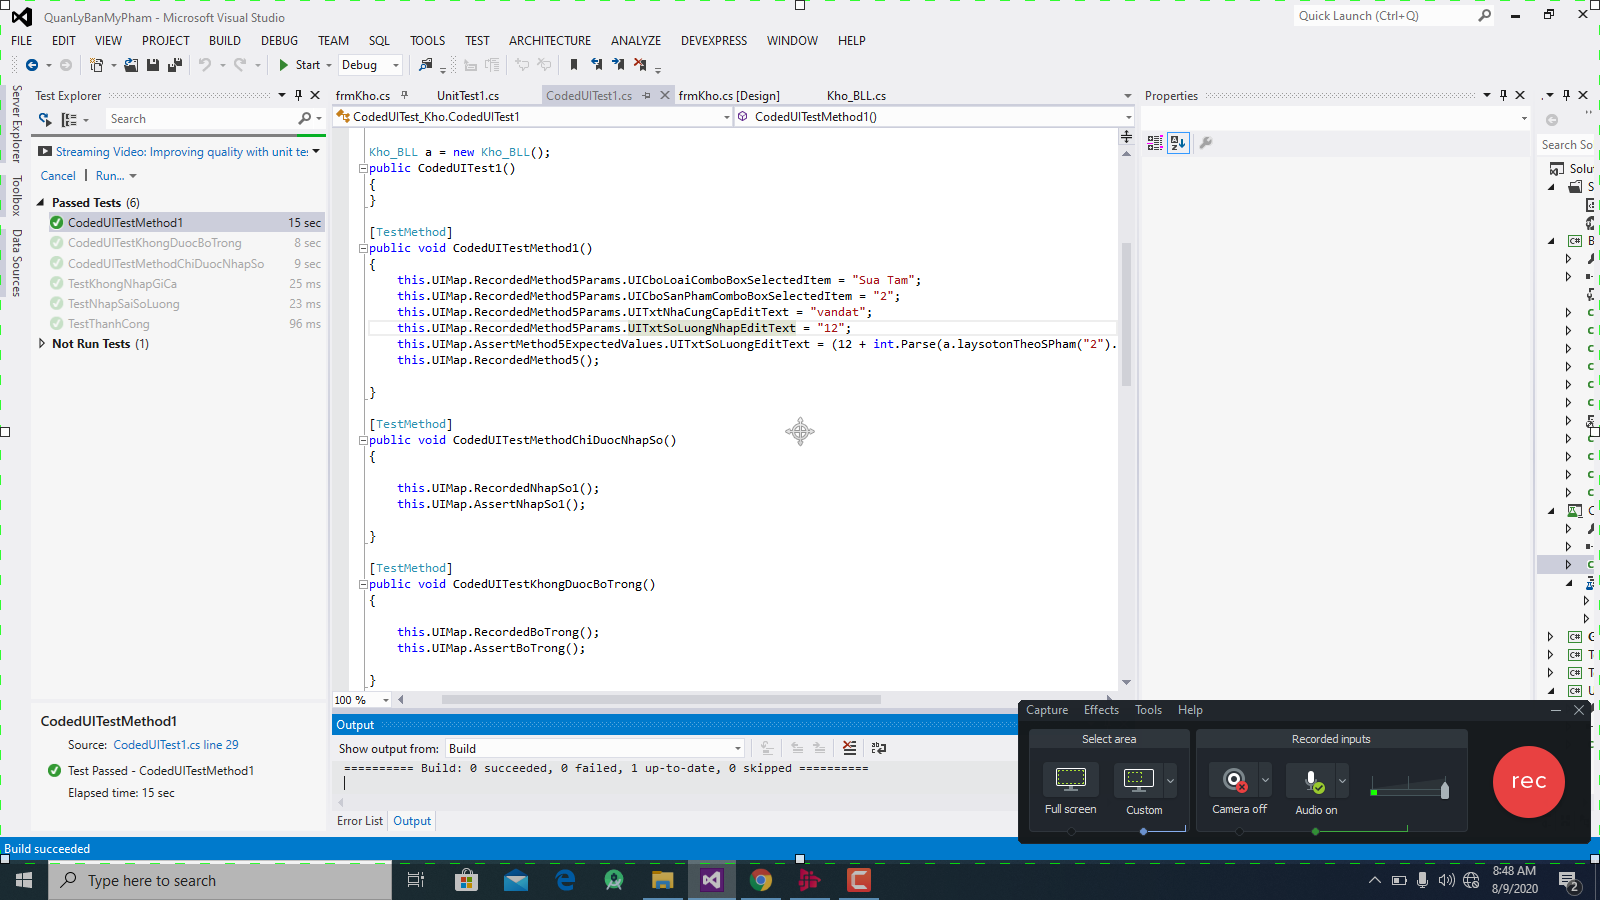 QuanLyBanMyPham - Microsoft Visual Studio
Quick Launch (Ctrl+Q)
FILE EDIT VIEW PROJECT BUILD DEBUG TEAM SQL TOOLS TEST ARCHITECTURE ANALYZE DEVEXPRESS WINDOW HELP
Start Debug
Server Explorer
Toolbox
Data Sources
Test Explorer
Search
Streaming Video: Improving quality with unit te
Cancel Run...
Passed Tests (6)
CodedUITestMethod1 15 sec
CodedUITestKhongDuocBoTrong 8 sec
CodedUITestMethodChiDuocNhapSo 9 sec
TestKhongNhapGiCa 25 ms
TestNhapSaiSoLuong 23 ms
TestThanhCong 96 ms
Not Run Tests (1)
CodedUITestMethod1
Source: CodedUITest1.cs line 29
Test Passed - CodedUITestMethod1
Elapsed time: 15 sec
frmKho.cs UnitTest1.cs CodedUITest1.cs frmKho.cs [Design] Kho_BLL.cs
CodedUITest_Kho.CodedUITest1 CodedUITestMethod1()
Kho_BLL a = new Kho_BLL();
public CodedUITest1()
{
}
[TestMethod]
public void CodedUITestMethod1()
{
this.UIMap.RecordedMethod5Params.UICboLoaiComboBoxSelectedItem = "Sua Tam";
this.UIMap.RecordedMethod5Params.UICboSanPhamComboBoxSelectedItem = "2";
this.UIMap.RecordedMethod5Params.UITxtNhaCungCapEditText = "vandat";
this.UIMap.RecordedMethod5Params.UITxtSoLuongNhapEditText = "12";
this.UIMap.AssertMethod5ExpectedValues.UITxtSoLuongEditText = (12 + int.Parse(a.laysotonTheoSPham("2").
this.UIMap.RecordedMethod5();
}
[TestMethod]
public void CodedUITestMethodChiDuocNhapSo()
{
this.UIMap.RecordedNhapSo1();
this.UIMap.AssertNhapSo1();
}
[TestMethod]
public void CodedUITestKhongDuocBoTrong()
{
this.UIMap.RecordedBoTrong();
this.UIMap.AssertBoTrong();
}
100 %
Output
Show output from: Build
========== Build: 0 succeeded, 0 failed, 1 up-to-date, 0 skipped ==========
Error List Output
Properties
Search So
Solu
Capture Effects Tools Help
Select area Recorded inputs
Full screen Custom Camera off Audio on
rec
Build succeeded
Type here to search
8:48 AM
8/9/2020
2